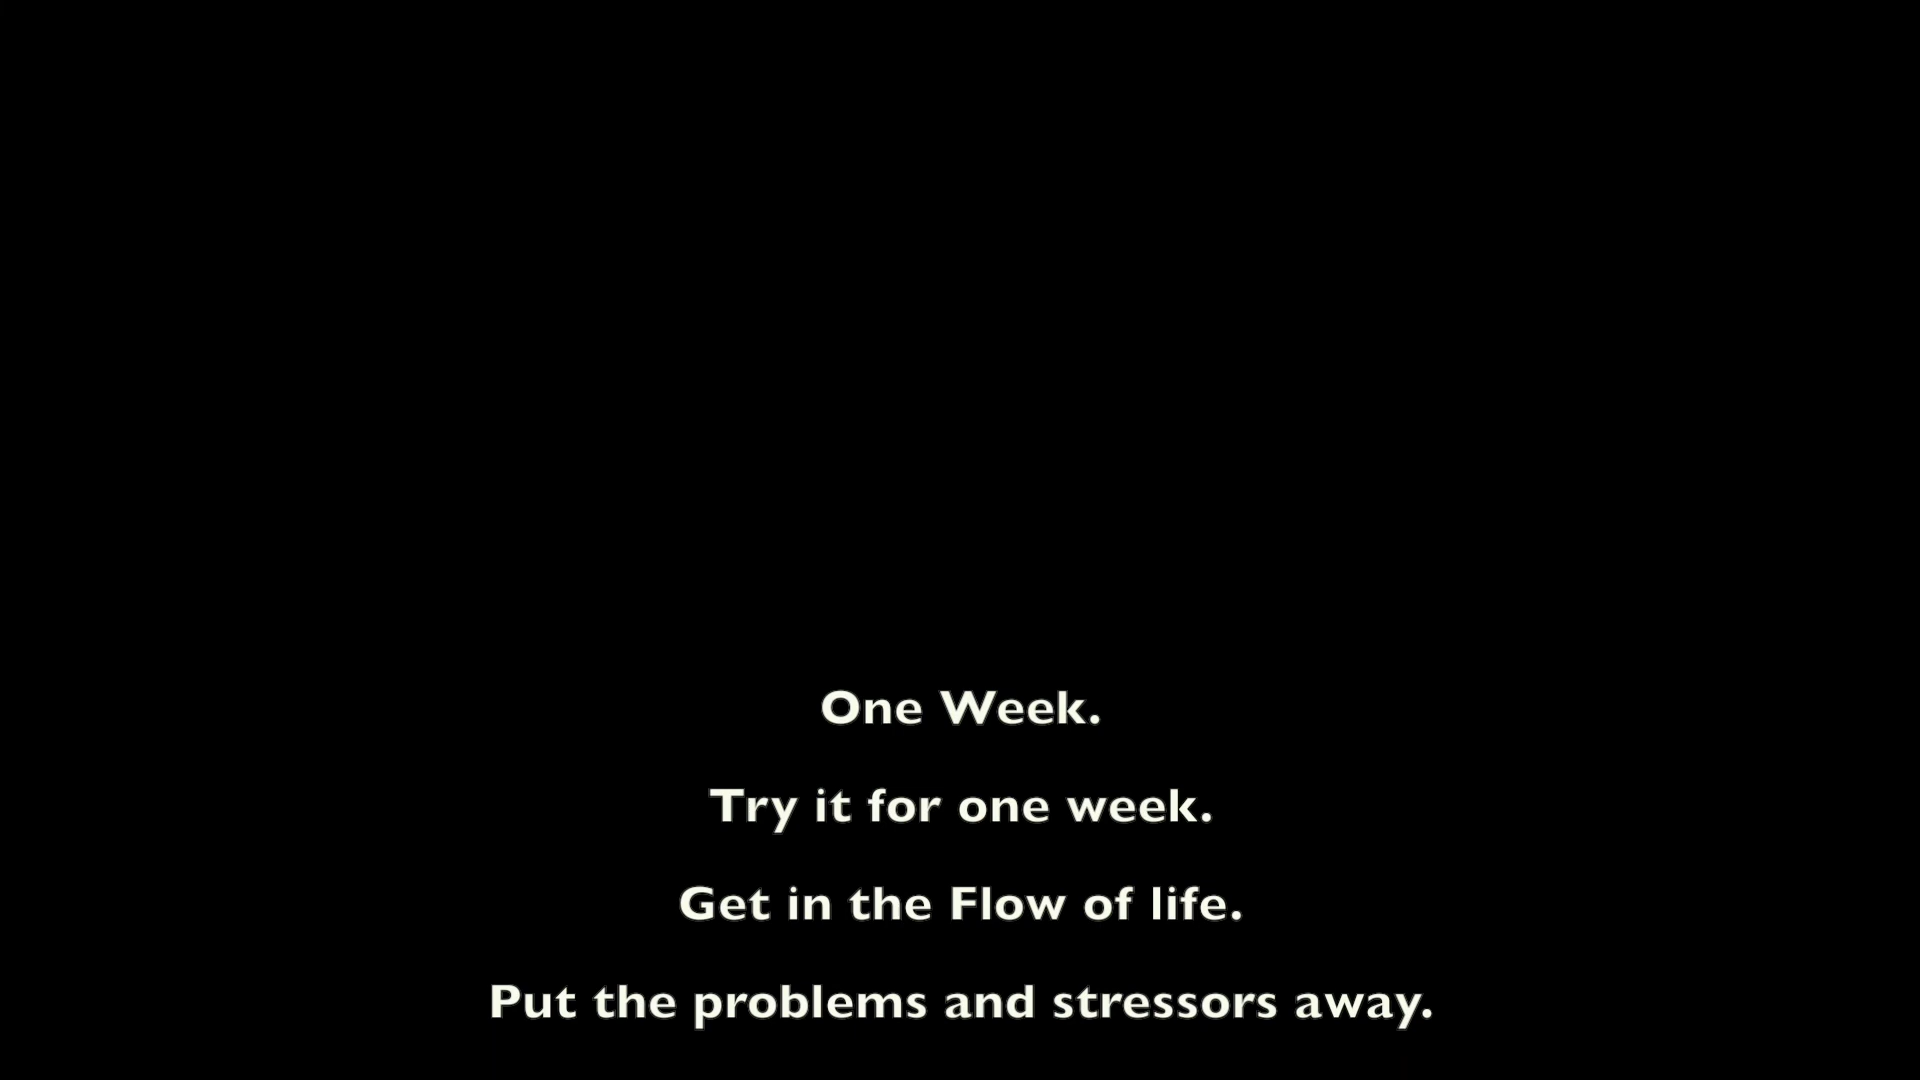 One Week.
Try it for one week.
Get in the Flow of life.
Put the problems and stressors away.